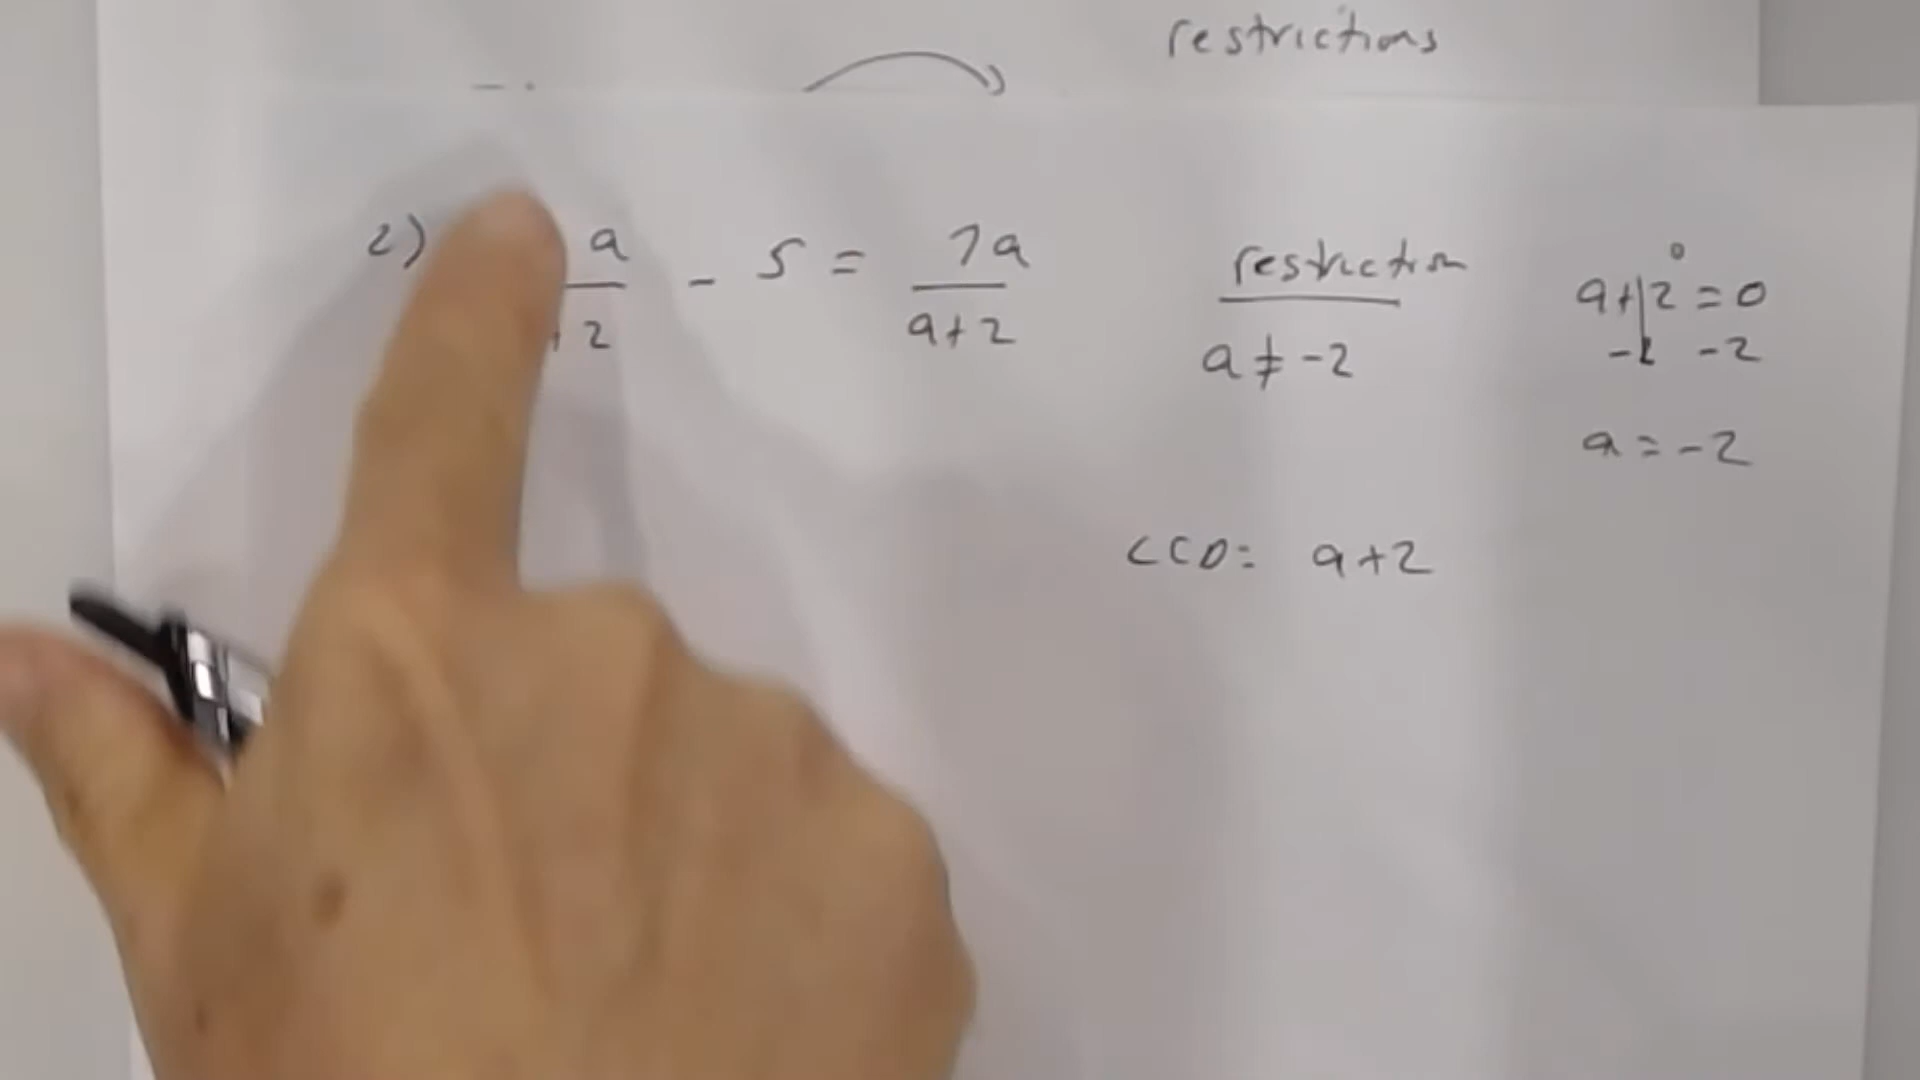 restrictions
2) a/+2 - 5 = 7a/a+2
restriction
a ≠ -2
a+2 = 0
-2 -2
a = -2
LCD = a+2